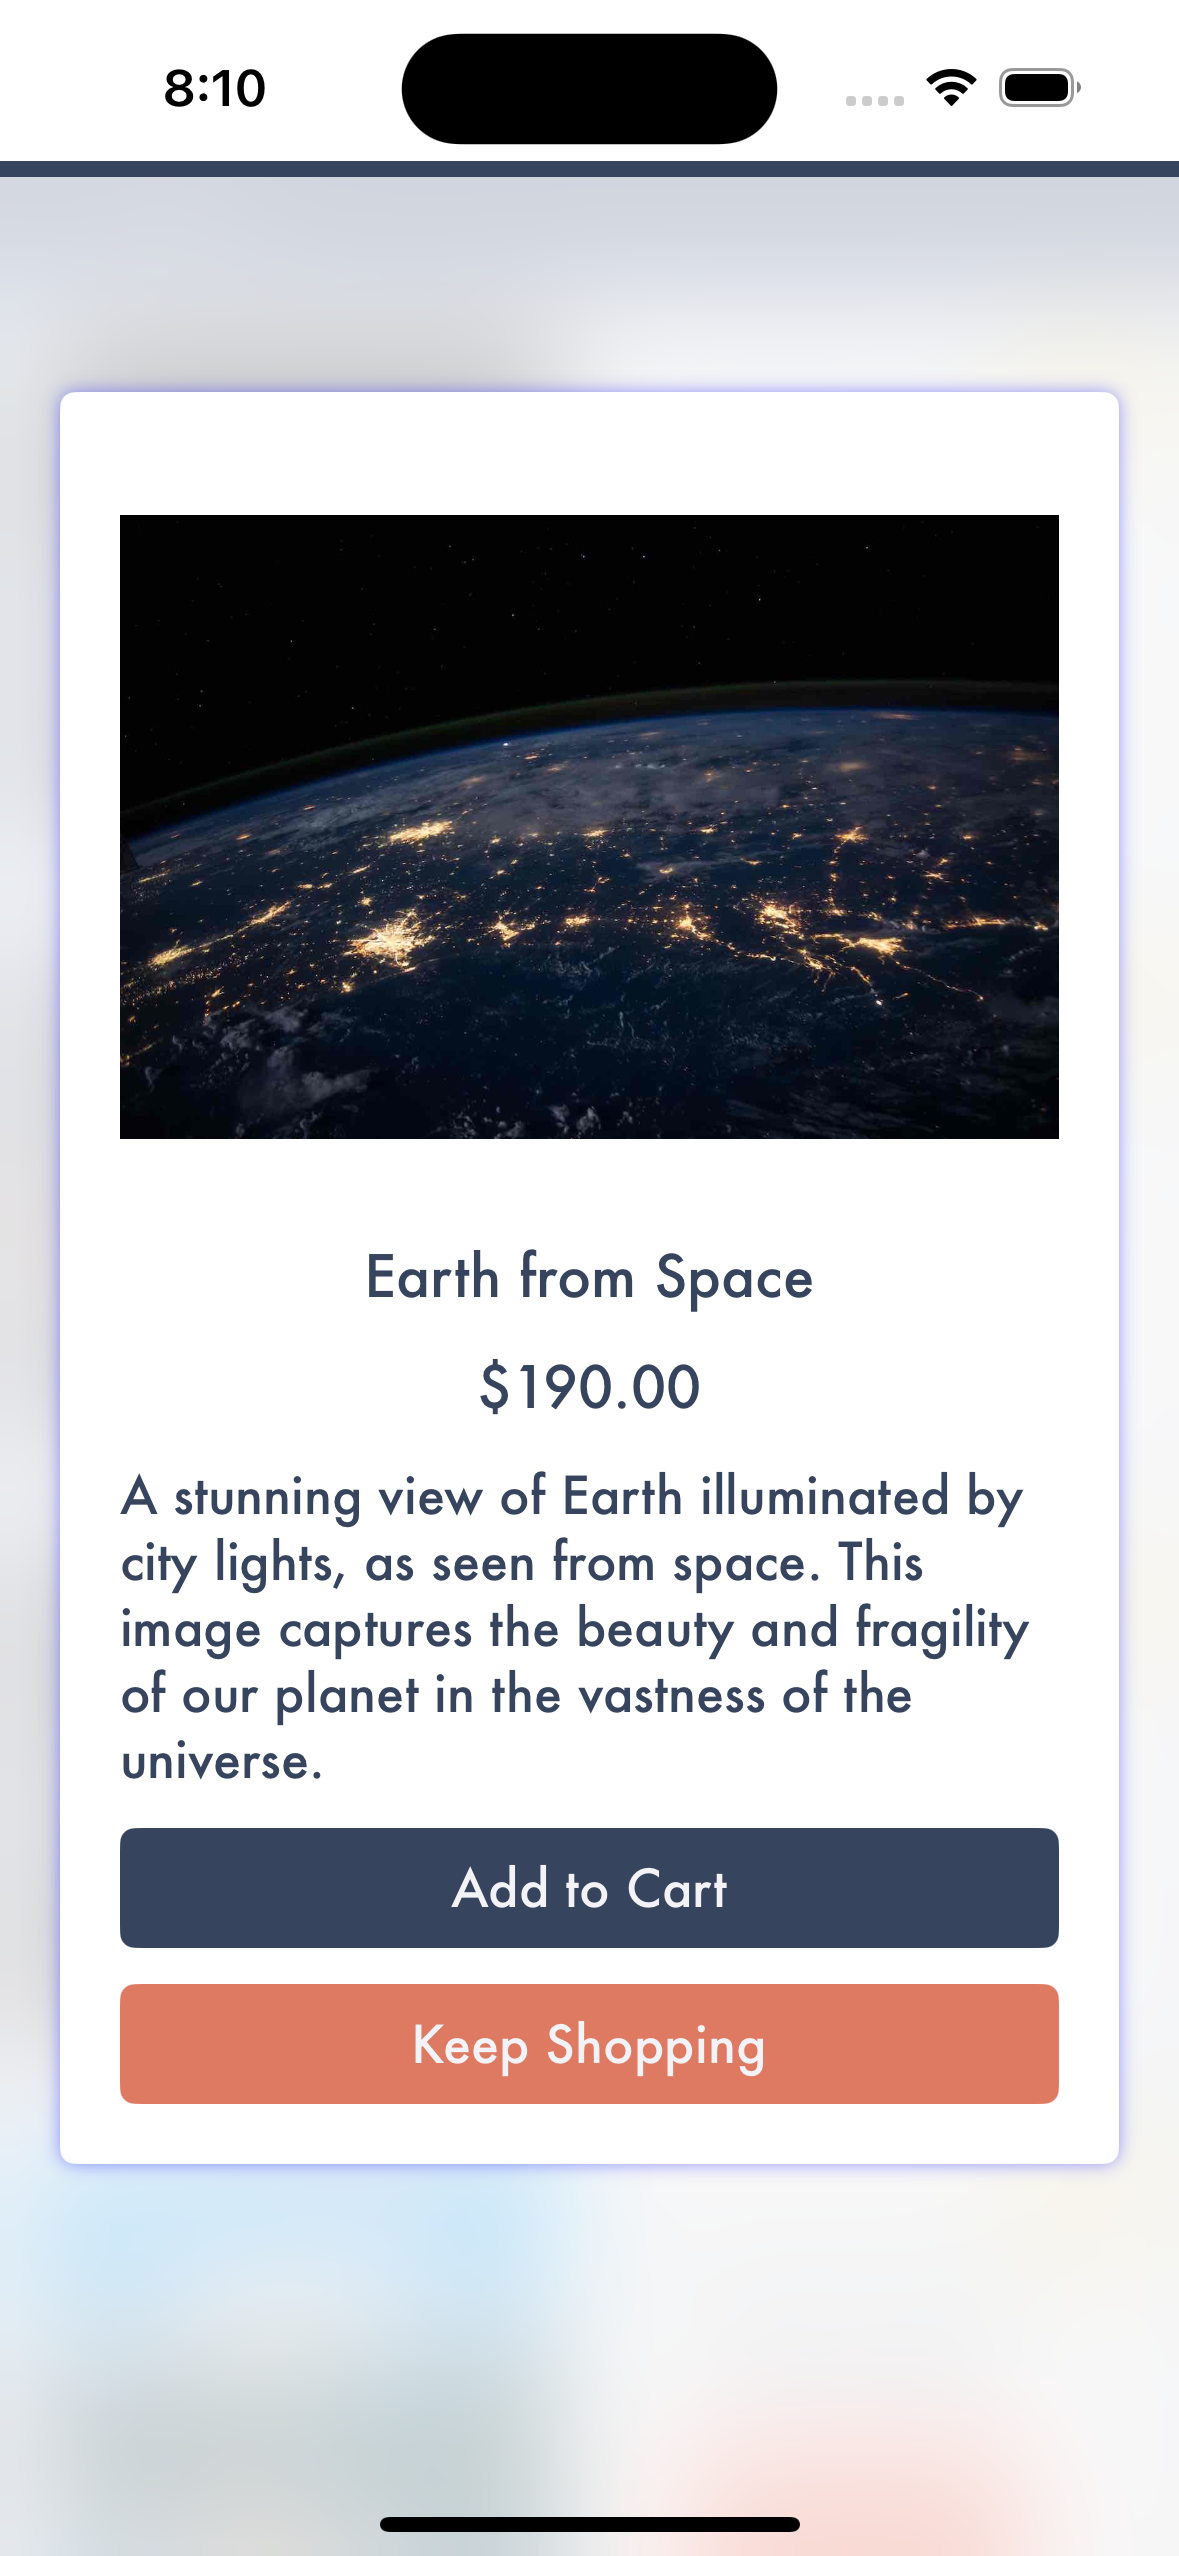 8:10
Earth from Space
$190.00
A stunning view of Earth illuminated by
city lights, as seen from space. This
image captures the beauty and fragility
of our planet in the vastness of the
universe.
Add to Cart
Keep Shopping